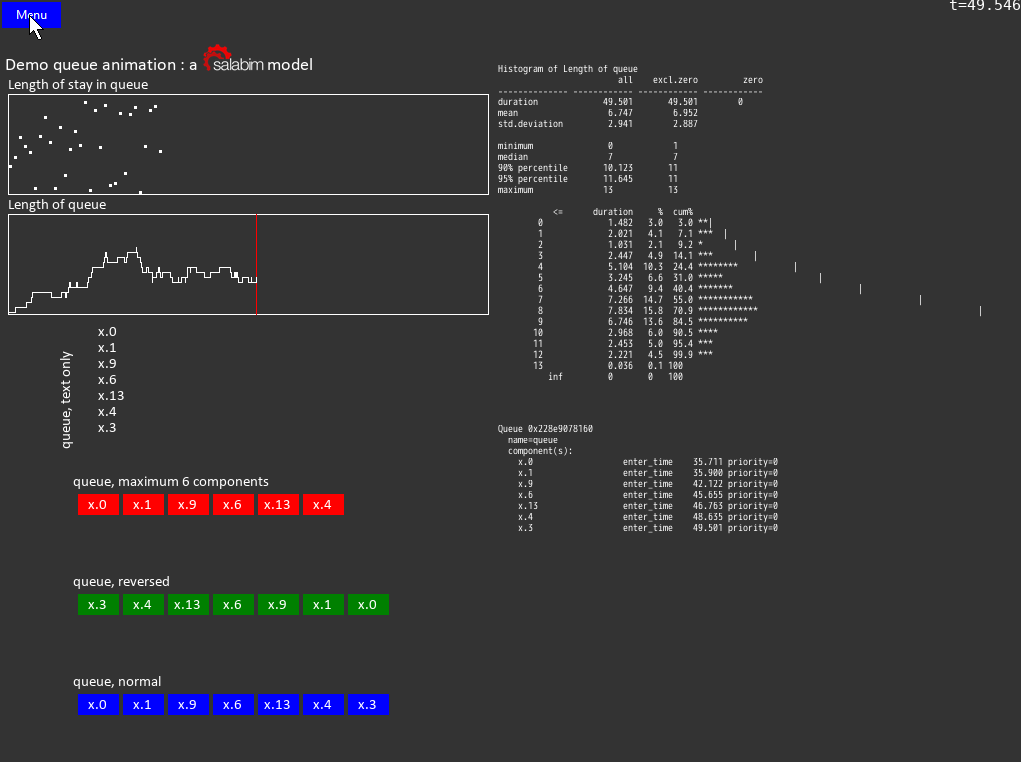 Menu
t=49.546
Demo queue animation : a salabim model
Length of stay in queue
Length of queue
queue, text only
x.0
x.1
x.9
x.6
x.13
x.4
x.3
queue, maximum 6 components
x.0 x.1 x.9 x.6 x.13 x.4
queue, reversed
x.3 x.4 x.13 x.6 x.9 x.1 x.0
queue, normal
x.0 x.1 x.9 x.6 x.13 x.4 x.3
Histogram of Length of queue
all excl.zero zero
-------------- ------------ ------------ ------------
duration 49.501 49.501 0
mean 6.747 6.952
std.deviation 2.941 2.887
minimum 0 1
median 7 7
90% percentile 10.123 11
95% percentile 11.645 11
maximum 13 13
<= duration % cum%
0 1.482 3.0 3.0 **|
1 2.021 4.1 7.1 *** |
2 1.031 2.1 9.2 * |
3 2.447 4.9 14.1 *** |
4 5.104 10.3 24.4 ******** |
5 3.245 6.6 31.0 ***** |
6 4.647 9.4 40.4 ******* |
7 7.266 14.7 55.0 *********** |
8 7.834 15.8 70.9 ************ |
9 6.746 13.6 84.5 **********
10 2.968 6.0 90.5 ****
11 2.453 5.0 95.4 ***
12 2.221 4.5 99.9 ***
13 0.036 0.1 100
inf 0 0 100
Queue 0x228e9078160
name=queue
component(s):
x.0 enter_time 35.711 priority=0
x.1 enter_time 35.900 priority=0
x.9 enter_time 42.122 priority=0
x.6 enter_time 45.655 priority=0
x.13 enter_time 46.763 priority=0
x.4 enter_time 48.635 priority=0
x.3 enter_time 49.501 priority=0